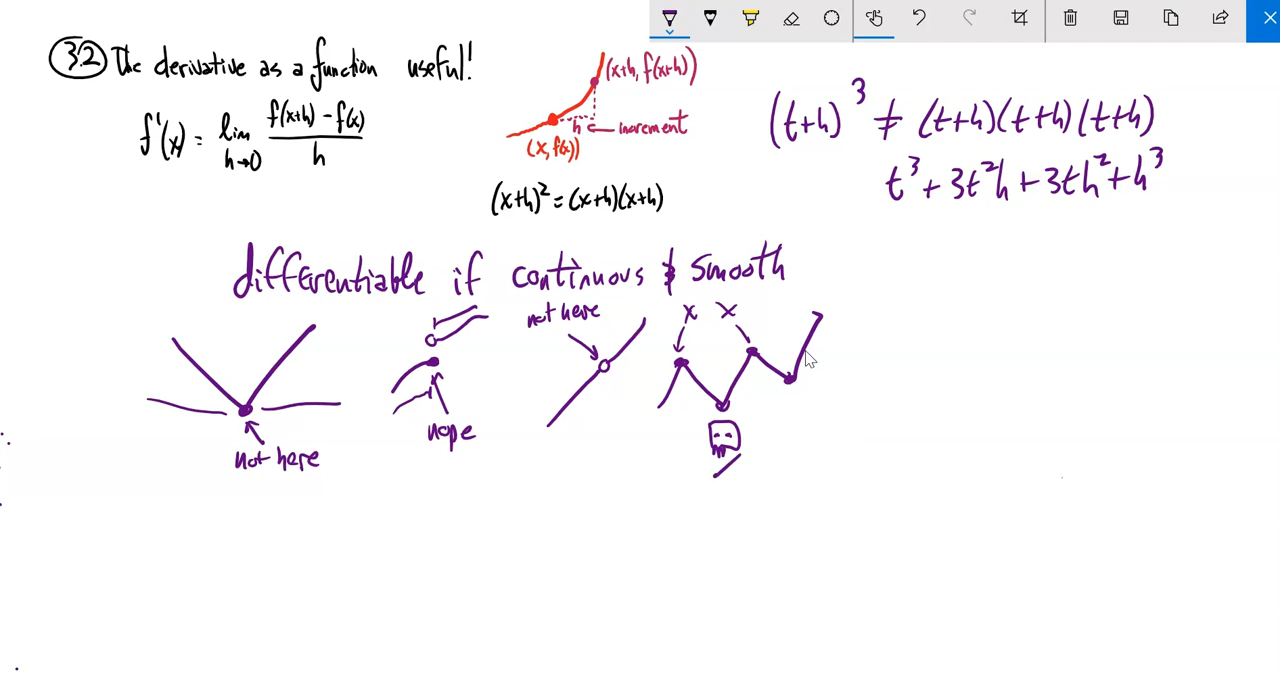 3.2 The derivative as a function useful!
f'(x) = lim h→0 f(x+h) - f(x) / h
(x+h, f(x+h))
h ← increment
(x, f(x))
(x+h)² = (x+h)(x+h)
(t+h)³ ≠ (t+h)(t+h)(t+h)
t³ + 3t²h + 3th² + h³
differentiable if continuous & smooth
not here
nope
not here
x x